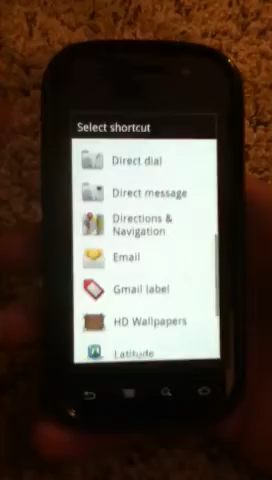 Select shortcut
Direct dial
Direct message
Directions &
Navigation
Email
Gmail label
HD Wallpapers
Latitude